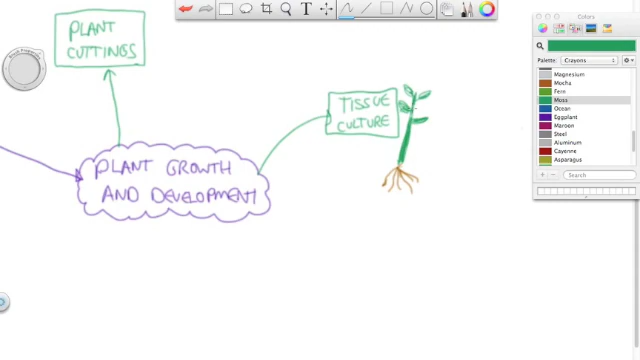 PLANT
CUTTINGS
TISSUE
CULTURE
PLANT GROWTH
AND DEVELOPMENT
Colors
Palette: Crayons
Magnesium
Mocha
Fern
Moss
Ocean
Eggplant
Maroon
Steel
Aluminum
Cayenne
Asparagus
Search